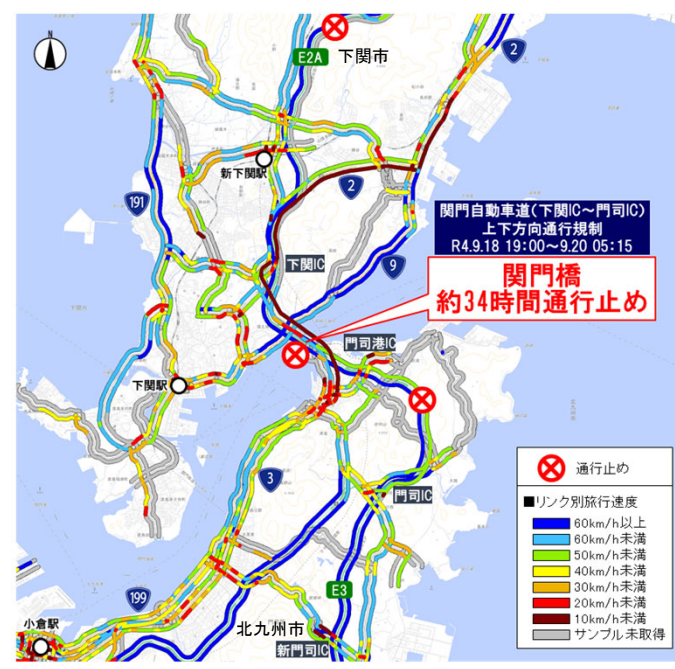 N
下関市
E2A
2
新下関駅
191
2
関門自動車道(下関IC～門司IC)
上下方向通行規制
R4.9.18 19:00～9.20 05:15
9
下関IC
関門橋
約34時間通行止め
門司港IC
下関駅
3
門司IC
通行止め
■リンク別旅行速度
60km/h以上
60km/h未満
50km/h未満
40km/h未満
30km/h未満
20km/h未満
10km/h未満
サンプル未取得
E3
199
小倉駅
北九州市
新門司IC